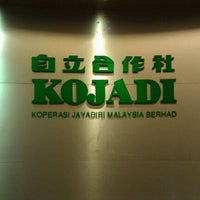 自立合作社
KOJADI
KOPERASI JAYADIRI MALAYSIA BERHAD